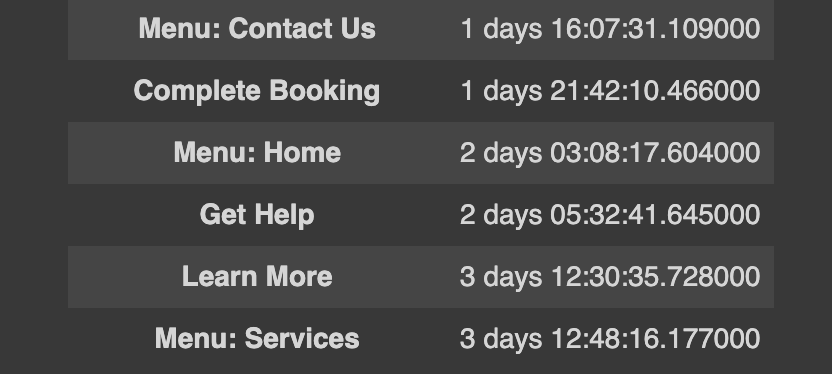 Menu: Contact Us 1 days 16:07:31.109000
Complete Booking 1 days 21:42:10.466000
Menu: Home 2 days 03:08:17.604000
Get Help 2 days 05:32:41.645000
Learn More 3 days 12:30:35.728000
Menu: Services 3 days 12:48:16.177000